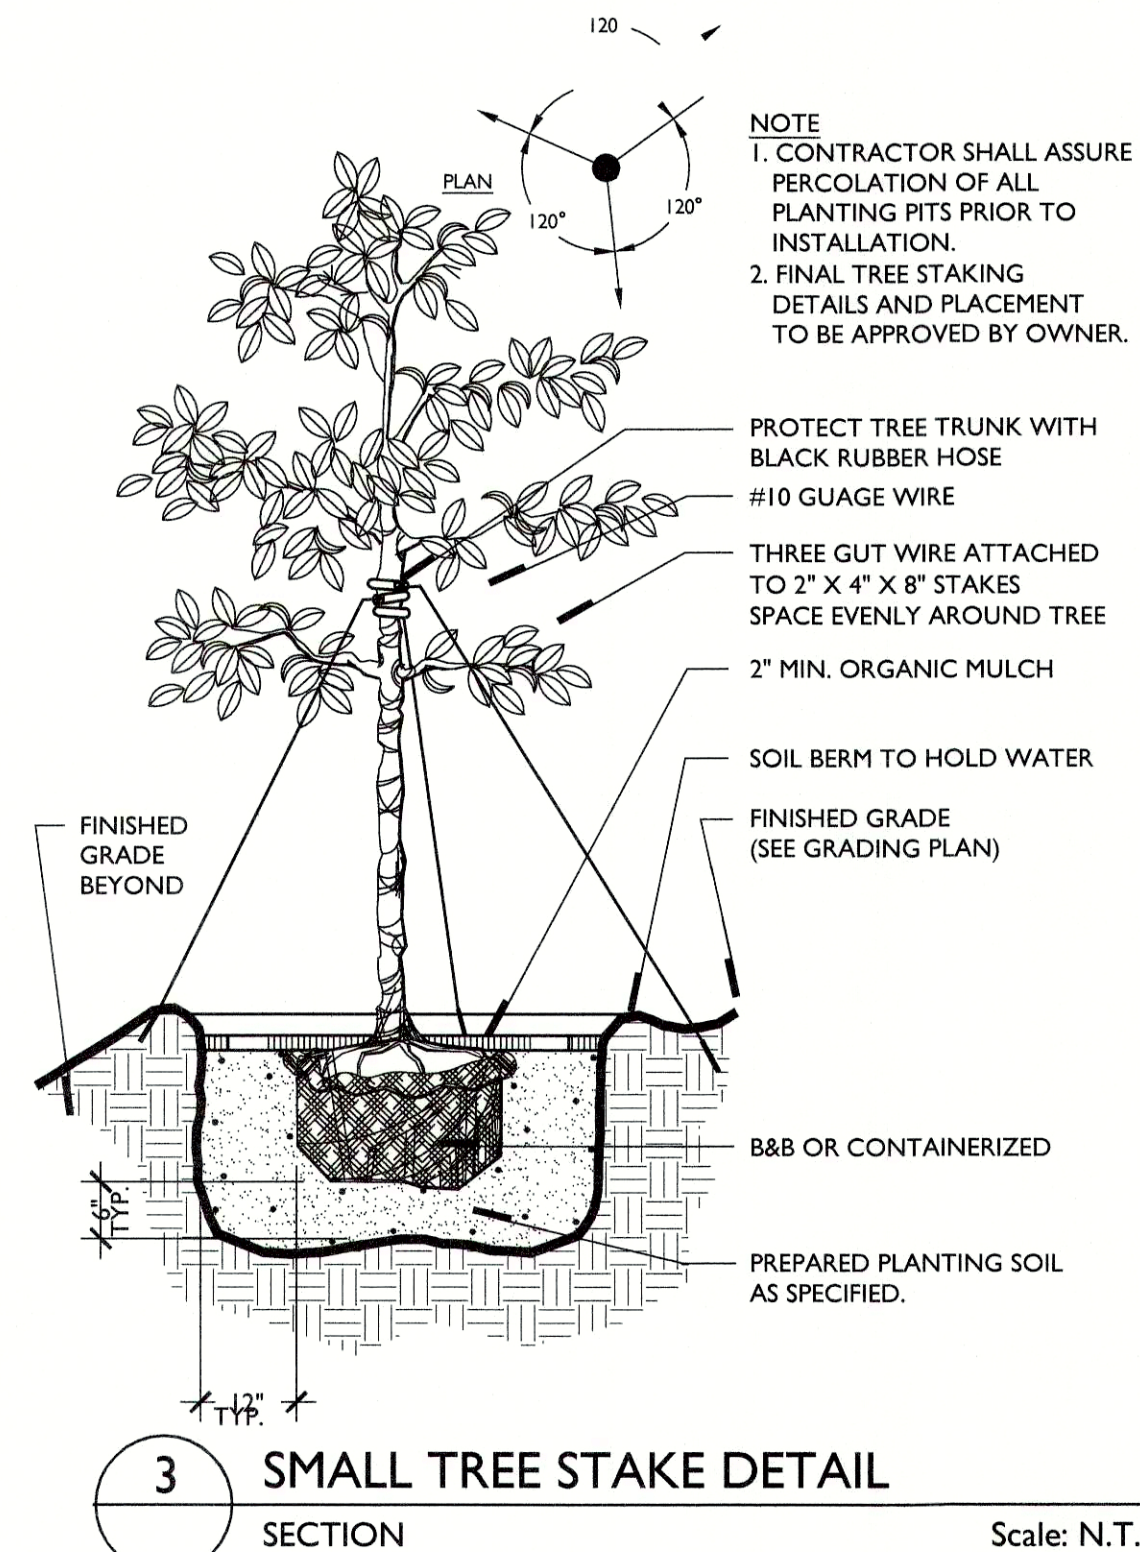 120
PLAN
120°
120°
NOTE
1. CONTRACTOR SHALL ASSURE
PERCOLATION OF ALL
PLANTING PITS PRIOR TO
INSTALLATION.
2. FINAL TREE STAKING
DETAILS AND PLACEMENT
TO BE APPROVED BY OWNER.
PROTECT TREE TRUNK WITH
BLACK RUBBER HOSE
#10 GUAGE WIRE
THREE GUT WIRE ATTACHED
TO 2" X 4" X 8" STAKES
SPACE EVENLY AROUND TREE
2" MIN. ORGANIC MULCH
SOIL BERM TO HOLD WATER
FINISHED GRADE
(SEE GRADING PLAN)
FINISHED
GRADE
BEYOND
B&B OR CONTAINERIZED
6"
TYP.
PREPARED PLANTING SOIL
AS SPECIFIED.
12"
TYP.
3
SMALL TREE STAKE DETAIL
SECTION
Scale: N.T.